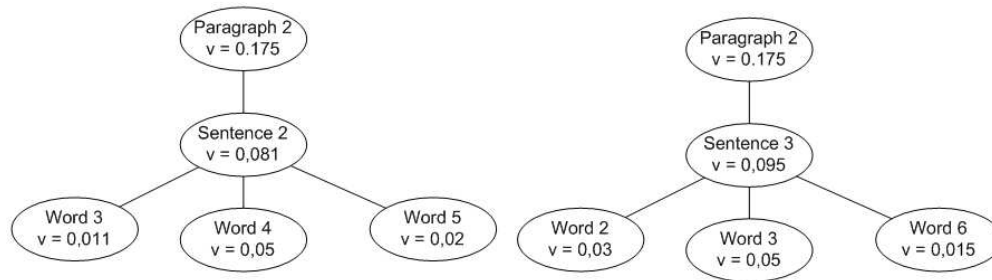 Paragraph 2
v = 0.175
Sentence 2
v = 0,081
Word 3
v = 0,011
Word 4
v = 0,05
Word 5
v = 0,02
Paragraph 2
v = 0.175
Sentence 3
v = 0,095
Word 2
v = 0,03
Word 3
v = 0,05
Word 6
v = 0,015